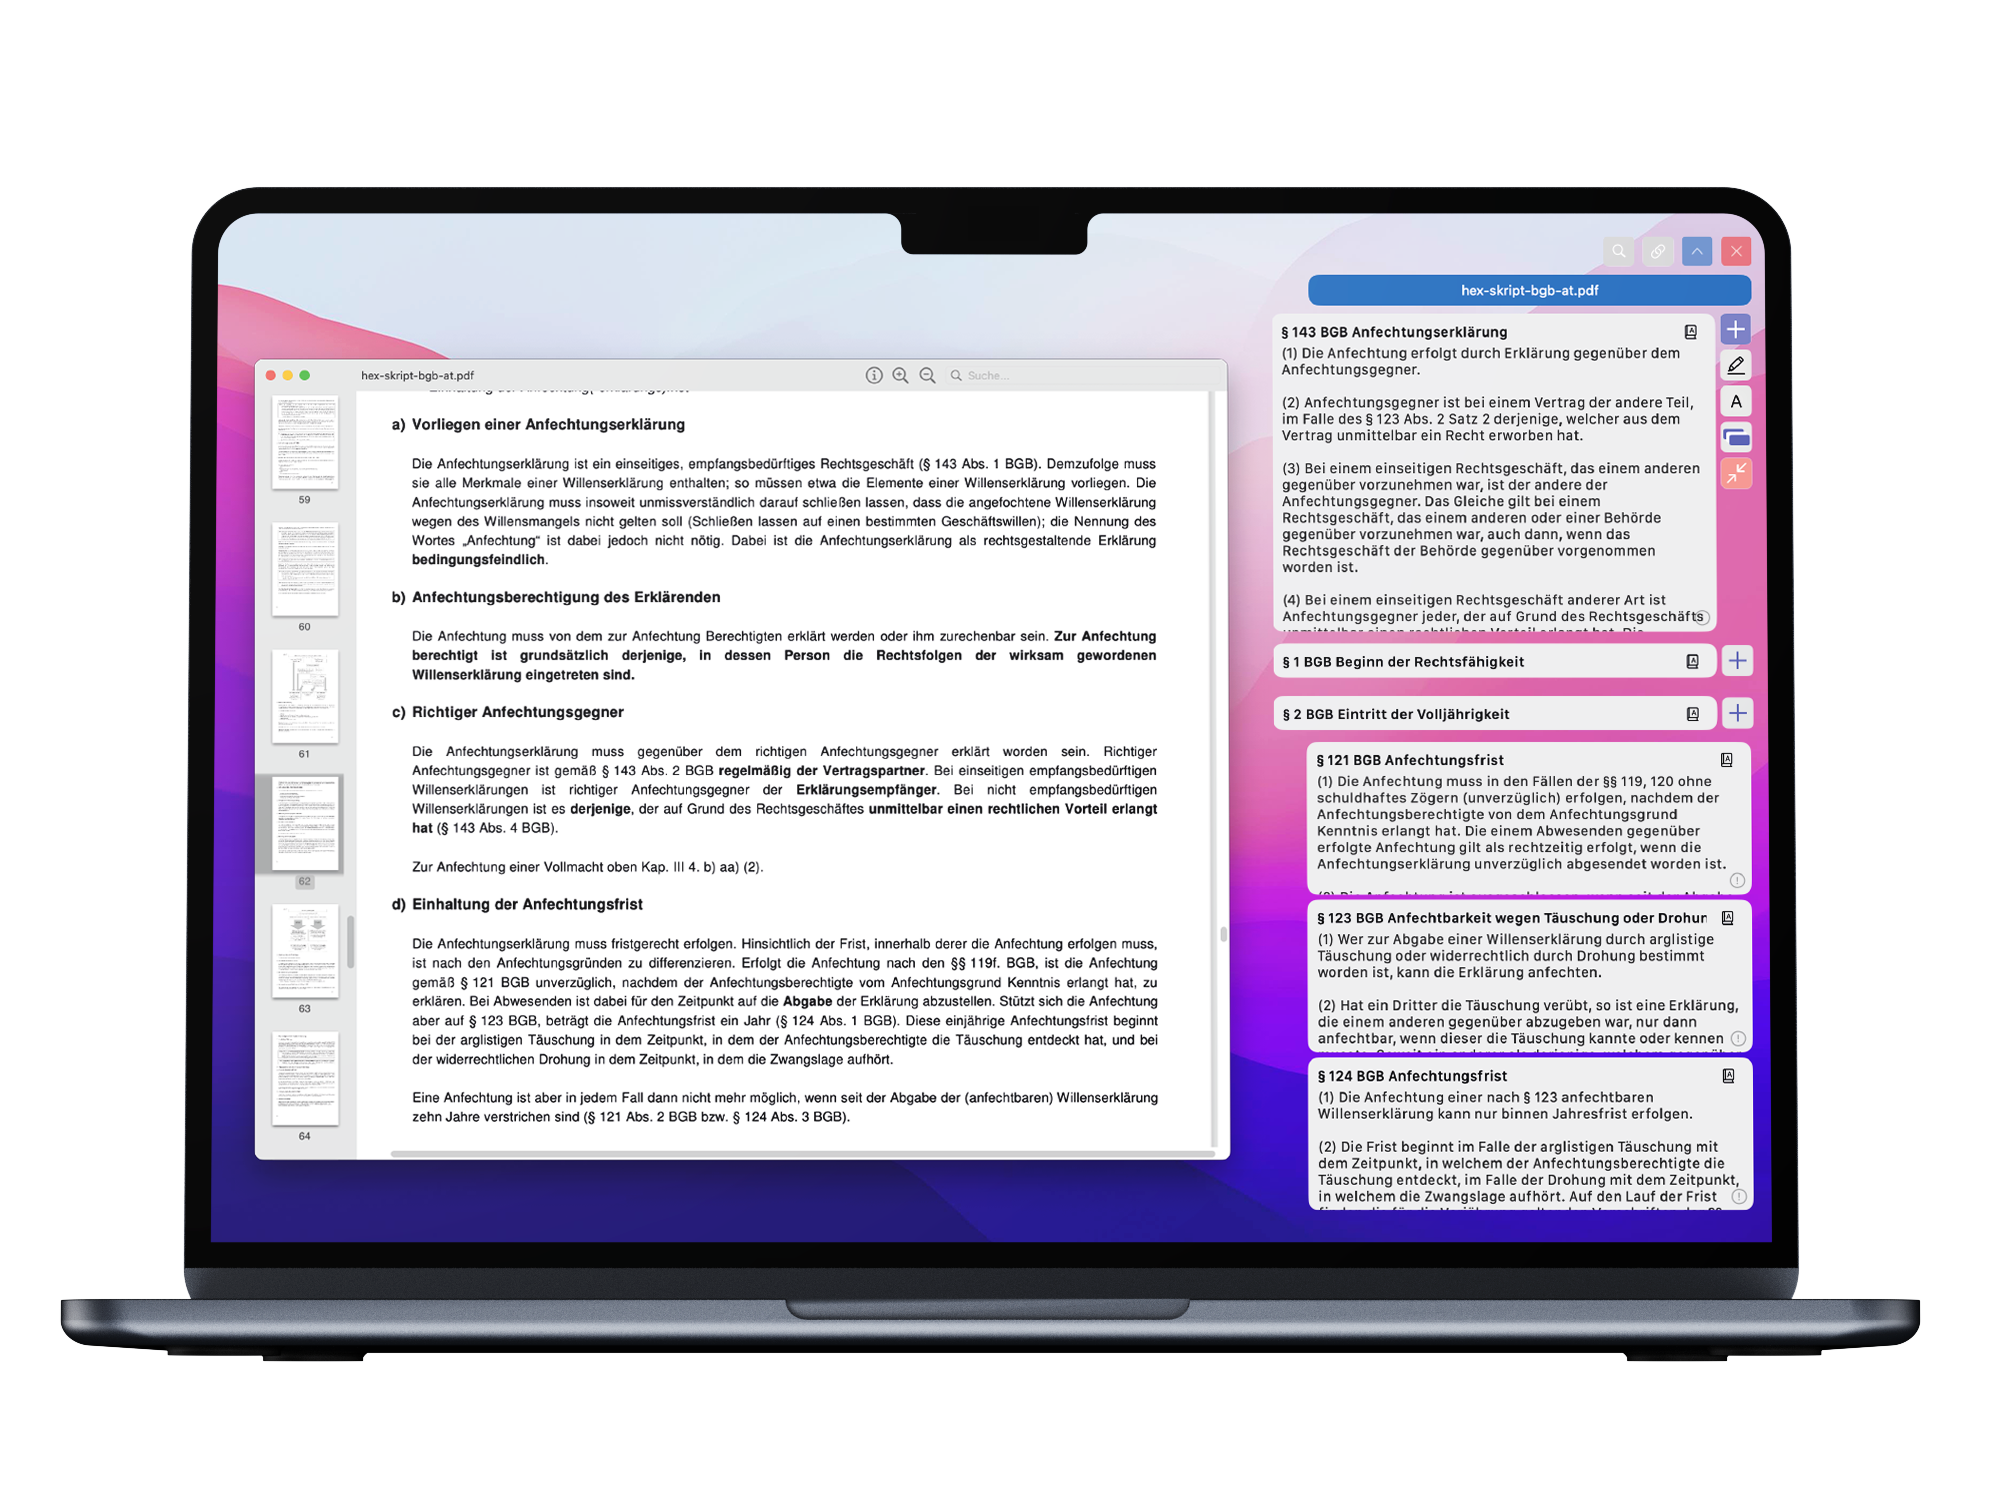 hex-skript-bgb-at.pdf
Suche...
59
60
61
62
63
64
a) Vorliegen einer Anfechtungserklärung
Die Anfechtungserklärung ist ein einseitiges, empfangsbedürftiges Rechtsgeschäft (§ 143 Abs. 1 BGB). Demzufolge muss
sie alle Merkmale einer Willenserklärung enthalten; so müssen etwa die Elemente einer Willenserklärung vorliegen. Die
Anfechtungserklärung muss insoweit unmissverständlich darauf schließen lassen, dass die angefochtene Willenserklärung
wegen des Willensmangels nicht gelten soll (Schließen lassen auf einen bestimmten Geschäftswillen); die Nennung des
Wortes „Anfechtung“ ist dabei jedoch nicht nötig. Dabei ist die Anfechtungserklärung als rechtsgestaltende Erklärung
bedingungsfeindlich.
b) Anfechtungsberechtigung des Erklärenden
Die Anfechtung muss von dem zur Anfechtung Berechtigten erklärt werden oder ihm zurechenbar sein. Zur Anfechtung
berechtigt ist grundsätzlich derjenige, in dessen Person die Rechtsfolgen der wirksam gewordenen
Willenserklärung eingetreten sind.
c) Richtiger Anfechtungsgegner
Die Anfechtungserklärung muss gegenüber dem richtigen Anfechtungsgegner erklärt worden sein. Richtiger
Anfechtungsgegner ist gemäß § 143 Abs. 2 BGB regelmäßig der Vertragspartner. Bei einseitigen empfangsbedürftigen
Willenserklärungen ist richtiger Anfechtungsgegner der Erklärungsempfänger. Bei nicht empfangsbedürftigen
Willenserklärungen ist es derjenige, der auf Grund des Rechtsgeschäftes unmittelbar einen rechtlichen Vorteil erlangt
hat (§ 143 Abs. 4 BGB).
Zur Anfechtung einer Vollmacht oben Kap. III 4. b) aa) (2).
d) Einhaltung der Anfechtungsfrist
Die Anfechtungserklärung muss fristgerecht erfolgen. Hinsichtlich der Frist, innerhalb derer die Anfechtung erfolgen muss,
ist nach den Anfechtungsgründen zu differenzieren. Erfolgt die Anfechtung nach den §§ 119f. BGB, ist die Anfechtung
gemäß § 121 BGB unverzüglich, nachdem der Anfechtungsberechtigte vom Anfechtungsgrund Kenntnis erlangt hat, zu
erklären. Bei Abwesenden ist dabei für den Zeitpunkt auf die Abgabe der Erklärung abzustellen. Stützt sich die Anfechtung
aber auf § 123 BGB, beträgt die Anfechtungsfrist ein Jahr (§ 124 Abs. 1 BGB). Diese einjährige Anfechtungsfrist beginnt
bei der arglistigen Täuschung in dem Zeitpunkt, in dem der Anfechtungsberechtigte die Täuschung entdeckt hat, und bei
der widerrechtlichen Drohung in dem Zeitpunkt, in dem die Zwangslage aufhört.
Eine Anfechtung ist aber in jedem Fall dann nicht mehr möglich, wenn seit der Abgabe der (anfechtbaren) Willenserklärung
zehn Jahre verstrichen sind (§ 121 Abs. 2 BGB bzw. § 124 Abs. 3 BGB).
hex-skript-bgb-at.pdf
§ 143 BGB Anfechtungserklärung
(1) Die Anfechtung erfolgt durch Erklärung gegenüber dem
Anfechtungsgegner.
(2) Anfechtungsgegner ist bei einem Vertrag der andere Teil,
im Falle des § 123 Abs. 2 Satz 2 derjenige, welcher aus dem
Vertrag unmittelbar ein Recht erworben hat.
(3) Bei einem einseitigen Rechtsgeschäft, das einem anderen
gegenüber vorzunehmen war, ist der andere der
Anfechtungsgegner. Das Gleiche gilt bei einem
Rechtsgeschäft, das einem anderen oder einer Behörde
gegenüber vorzunehmen war, auch dann, wenn das
Rechtsgeschäft der Behörde gegenüber vorgenommen
worden ist.
(4) Bei einem einseitigen Rechtsgeschäft anderer Art ist
Anfechtungsgegner jeder, der auf Grund des Rechtsgeschäfts
unmittelbar einen rechtlichen Vorteil erlangt hat. Die
A
§ 1 BGB Beginn der Rechtsfähigkeit
§ 2 BGB Eintritt der Volljährigkeit
§ 121 BGB Anfechtungsfrist
(1) Die Anfechtung muss in den Fällen der §§ 119, 120 ohne
schuldhaftes Zögern (unverzüglich) erfolgen, nachdem der
Anfechtungsberechtigte von dem Anfechtungsgrund
Kenntnis erlangt hat. Die einem Abwesenden gegenüber
erfolgte Anfechtung gilt als rechtzeitig erfolgt, wenn die
Anfechtungserklärung unverzüglich abgesendet worden ist.
§ 123 BGB Anfechtbarkeit wegen Täuschung oder Drohur
(1) Wer zur Abgabe einer Willenserklärung durch arglistige
Täuschung oder widerrechtlich durch Drohung bestimmt
worden ist, kann die Erklärung anfechten.
(2) Hat ein Dritter die Täuschung verübt, so ist eine Erklärung,
die einem anderen gegenüber abzugeben war, nur dann
anfechtbar, wenn dieser die Täuschung kannte oder kennen
§ 124 BGB Anfechtungsfrist
(1) Die Anfechtung einer nach § 123 anfechtbaren
Willenserklärung kann nur binnen Jahresfrist erfolgen.
(2) Die Frist beginnt im Falle der arglistigen Täuschung mit
dem Zeitpunkt, in welchem der Anfechtungsberechtigte die
Täuschung entdeckt, im Falle der Drohung mit dem Zeitpunkt,
in welchem die Zwangslage aufhört. Auf den Lauf der Frist